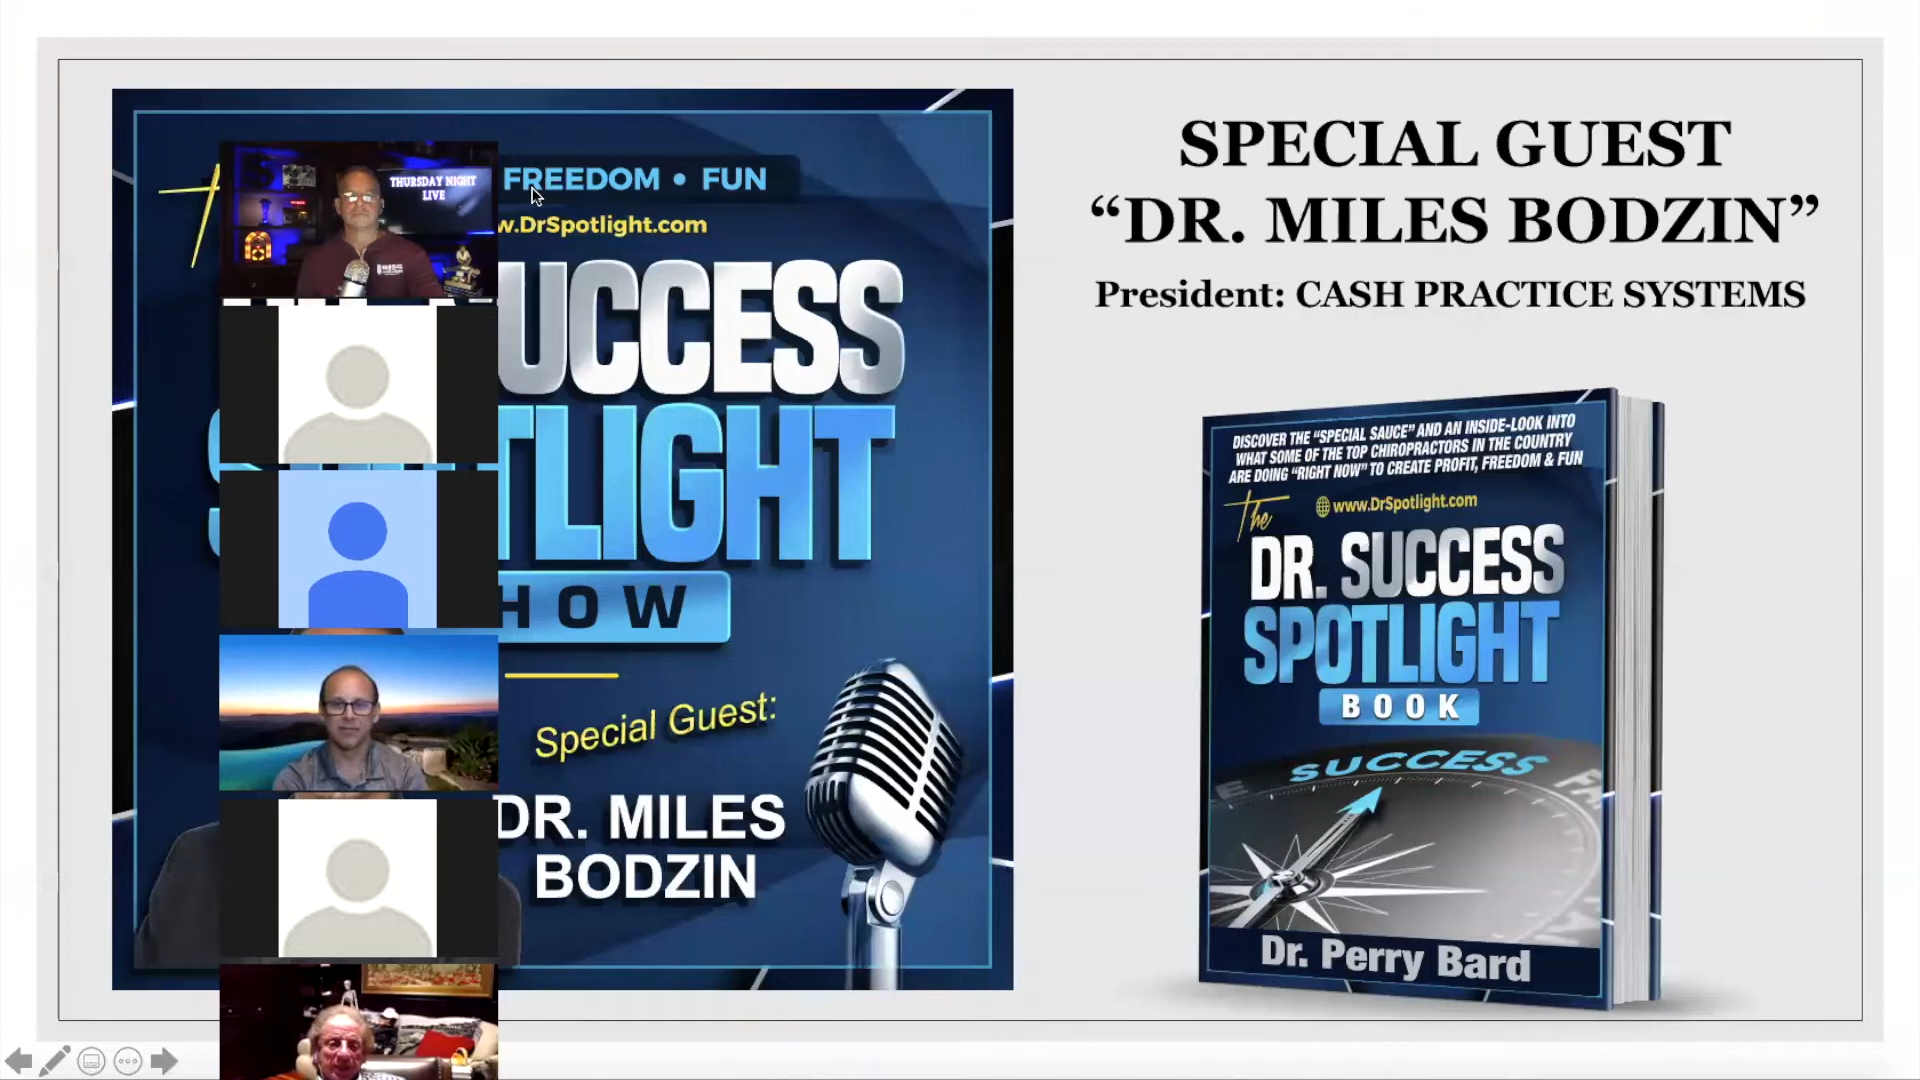 FREEDOM • FUN
w.DrSpotlight.com
UCCESS
TLIGHT
HOW
Special Guest:
DR. MILES
BODZIN
THURSDAY NIGHT
LIVE
SPECIAL GUEST
“DR. MILES BODZIN”
President: CASH PRACTICE SYSTEMS
DISCOVER THE “SPECIAL SAUCE” AND AN INSIDE-LOOK INTO
WHAT SOME OF THE TOP CHIROPRACTORS IN THE COUNTRY
ARE DOING “RIGHT NOW” TO CREATE PROFIT, FREEDOM & FUN
www.DrSpotlight.com
The
DR. SUCCESS
SPOTLIGHT
BOOK
SUCCESS
FA
Dr. Perry Bard